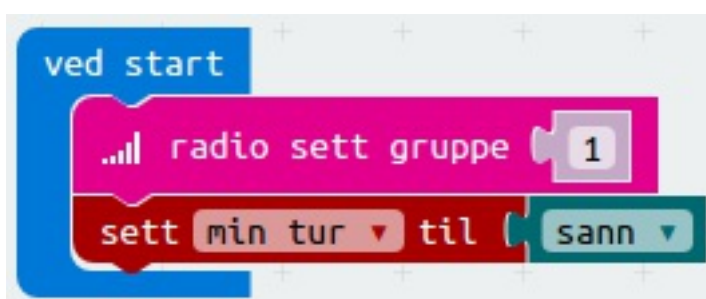 ved start
radio sett gruppe 1
sett min tur til sann